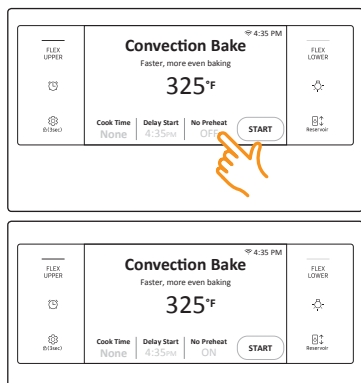 4:35 PM
FLEX
UPPER
Convection Bake
FLEX
LOWER
Faster, more even baking
325°F
(3sec)
Cook Time
Delay Start
No Preheat
None
4:35PM
OFF
START
Reservoir
4:35 PM
FLEX
UPPER
Convection Bake
FLEX
LOWER
Faster, more even baking
325°F
(3sec)
Cook Time
Delay Start
No Preheat
None
4:35PM
ON
START
Reservoir